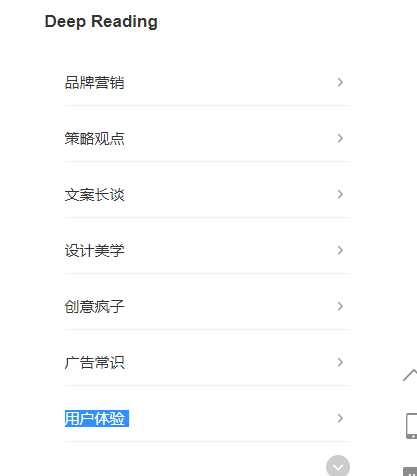 Deep Reading
品牌营销
策略观点
文案长谈
设计美学
创意疯子
广告常识
用户体验